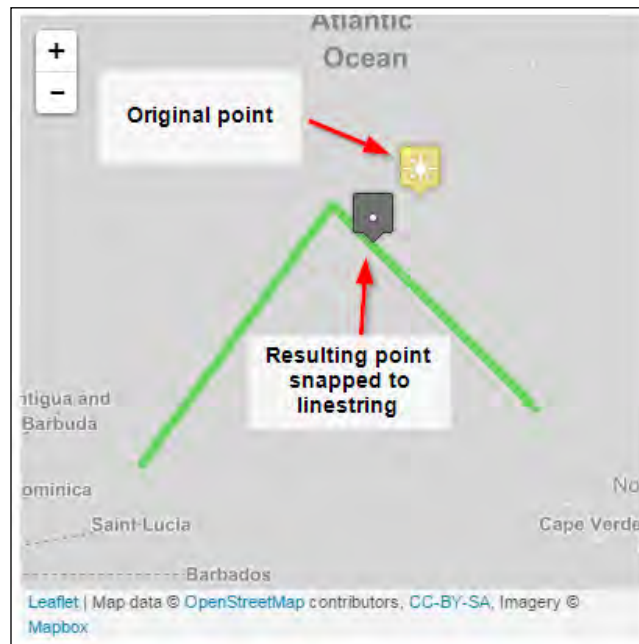 Atlantic
Ocean
+
−
Original point
Resulting point
snapped to
linestring
ntigua and
Barbuda
ominica
No
Saint-Lucia
Cape Verde
Barbados
Leaflet | Map data © OpenStreetMap contributors, CC-BY-SA, Imagery ©
Mapbox